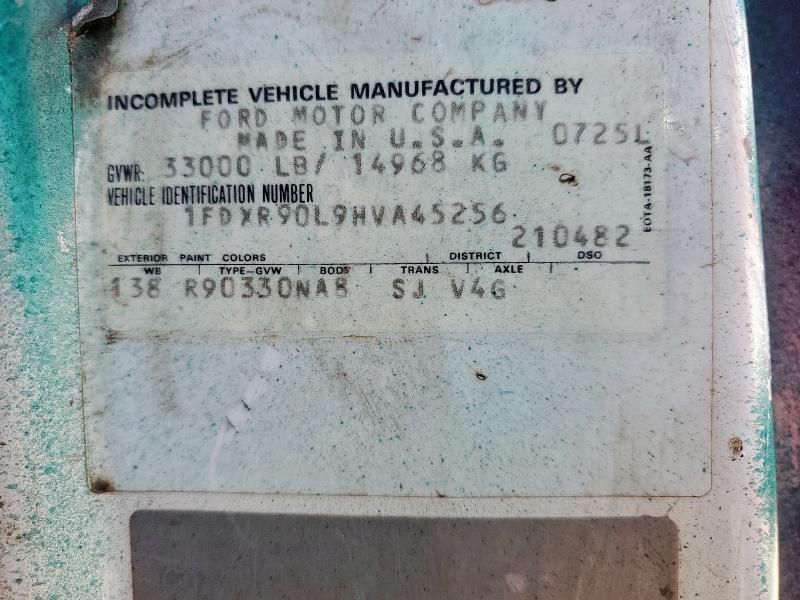 INCOMPLETE VEHICLE MANUFACTURED BY
FORD MOTOR COMPANY
MADE IN U.S.A. 0725L
GVWR: 33000 LB/ 14968 KG
VEHICLE IDENTIFICATION NUMBER
1FDXR90L9HVA45256
210482
EXTERIOR PAINT COLORS DISTRICT DSO
WB TYPE-GVW BODY TRANS AXLE
138 R90330NA8 SJ V4G
EOTA-18173-AA